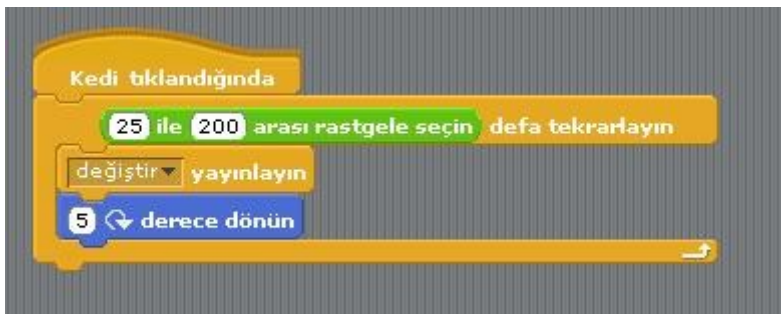 Kedi tıklandığında
25 ile 200 arası rastgele seçin defa tekrarlayın
değiştir yayınlayın
5 derece dönün